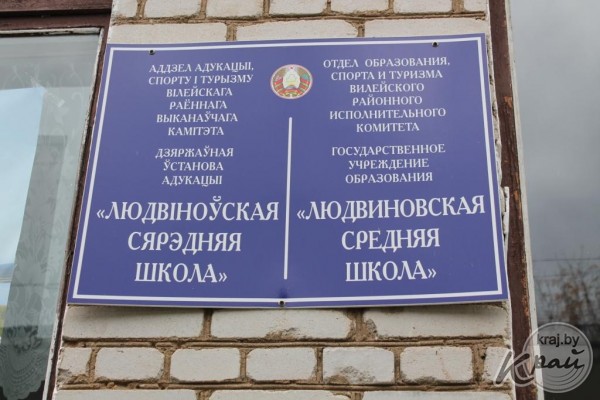 АДДЗЕЛ АДУКАЦЫІ,
СПОРТУ І ТУРЫЗМУ
ВІЛЕЙСКАГА
РАЁННАГА
ВЫКАНАЎЧАГА
КАМІТЭТА
ДЗЯРЖАЎНАЯ
ЎСТАНОВА
АДУКАЦЫІ
«ЛЮДВІНОЎСКАЯ
СЯРЭДНЯЯ
ШКОЛА»
ОТДЕЛ ОБРАЗОВАНИЯ,
СПОРТА И ТУРИЗМА
ВИЛЕЙСКОГО
РАЙОННОГО
ИСПОЛНИТЕЛЬНОГО
КОМИТЕТА
ГОСУДАРСТВЕННОЕ
УЧРЕЖДЕНИЕ
ОБРАЗОВАНИЯ
«ЛЮДВИНОВСКАЯ
СРЕДНЯЯ
ШКОЛА»
kraj.by
Край